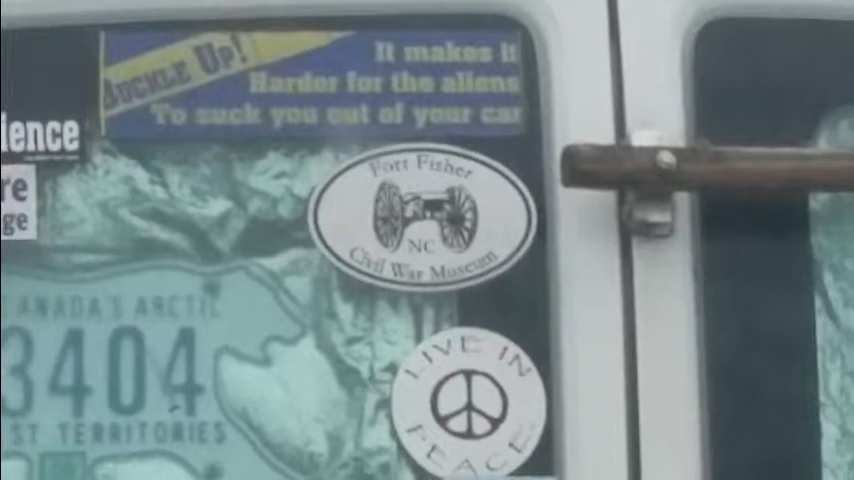 BUCKLE UP!
It makes it
Harder for the aliens
To suck you out of your car
ience
re
ge
Fort Fisher
NC
Civil War Museum
ANADA'S ARCTIC
3404
ST TERRITORIES
LIVE IN
PEACE